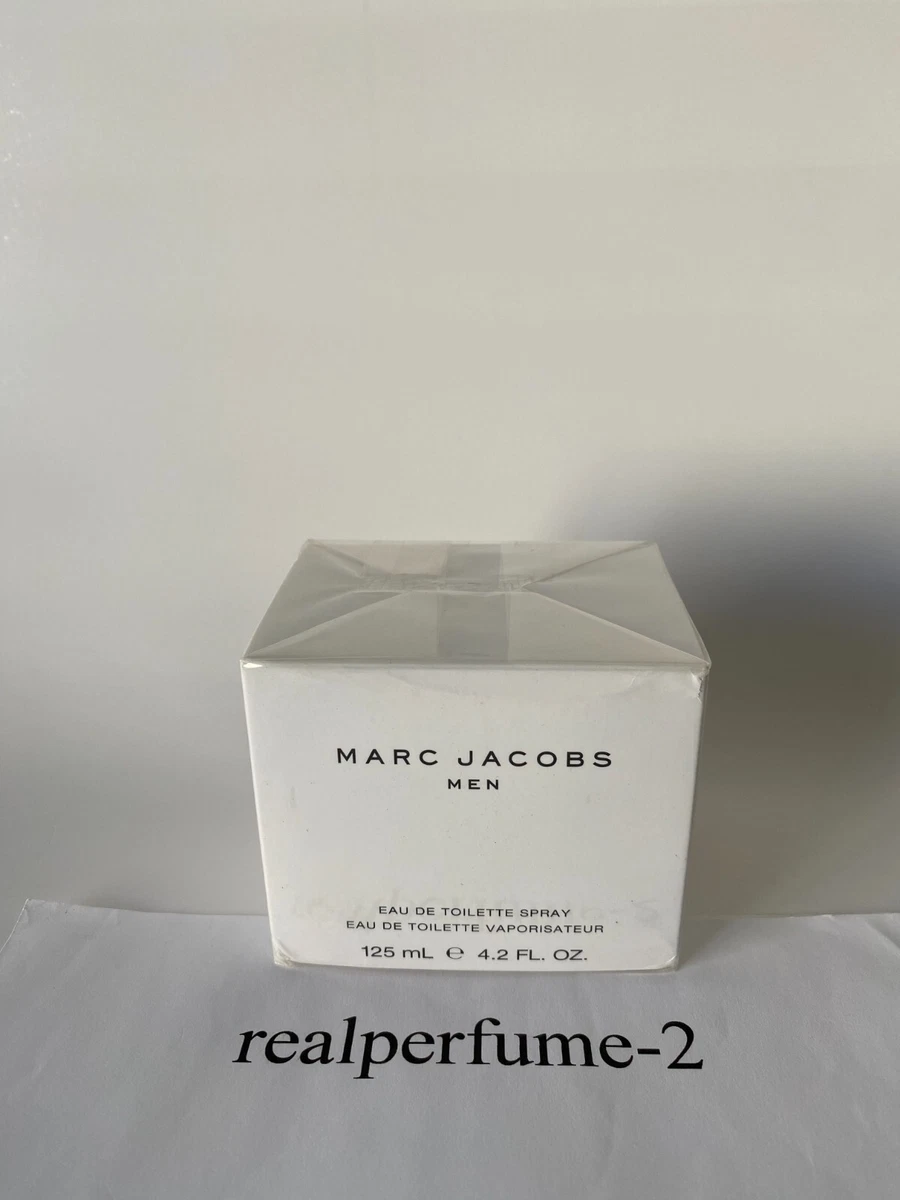 MARC JACOBS
MEN
EAU DE TOILETTE SPRAY
EAU DE TOILETTE VAPORISATEUR
125 mL ℮ 4.2 FL. OZ.
realperfume-2